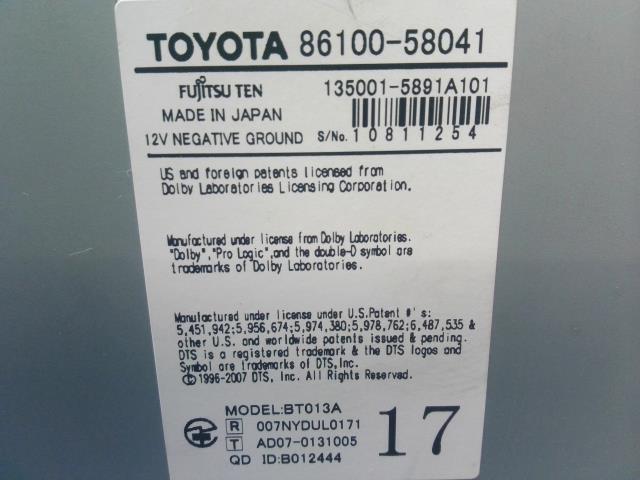 TOYOTA 86100-58041
FUJITSU TEN 135001-5891A101
MADE IN JAPAN
12V NEGATIVE GROUND S/No. 10811254
US and foreign patents licensed from
Dolby Laboratories Licensing Corporation.
Manufactured under license from Dolby Laboratories.
"Dolby","Pro Logic",and the double-D symbol are
trademarks of Dolby Laboratories.
Manufactured under license under U.S.Patent #'s:
5,451,942;5,956,674;5,974,380;5,978,762;6,487,535 &
other U.S. and worldwide patents issued & pending.
DTS is a registered trademark & the DTS logos and
Symbol are trademarks of DTS,Inc.
©1996-2007 DTS, Inc. All Rights Reserved.
MODEL:BT013A
R 007NYDUL0171
T AD07-0131005
QD ID:B012444
17